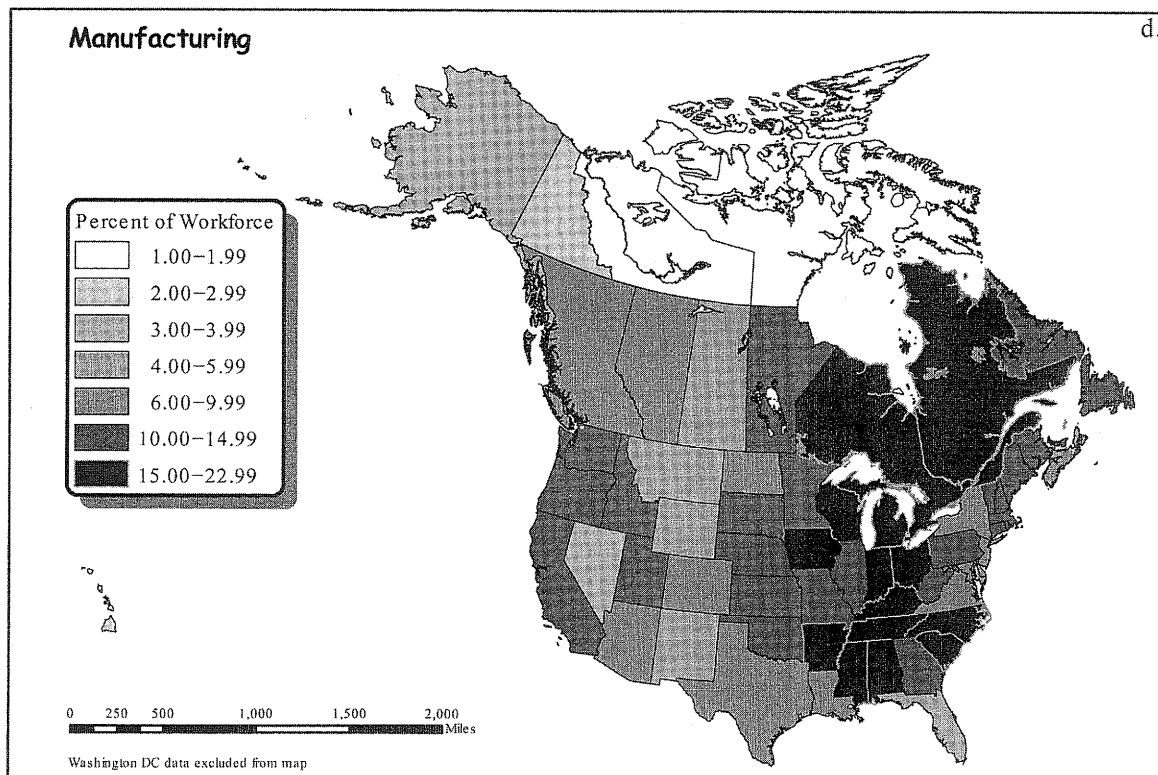 Manufacturing
d.
Percent of Workforce
1.00-1.99
2.00-2.99
3.00-3.99
4.00-5.99
6.00-9.99
10.00-14.99
15.00-22.99
0 250 500 1,000 1,500 2,000
Miles
Washington DC data excluded from map